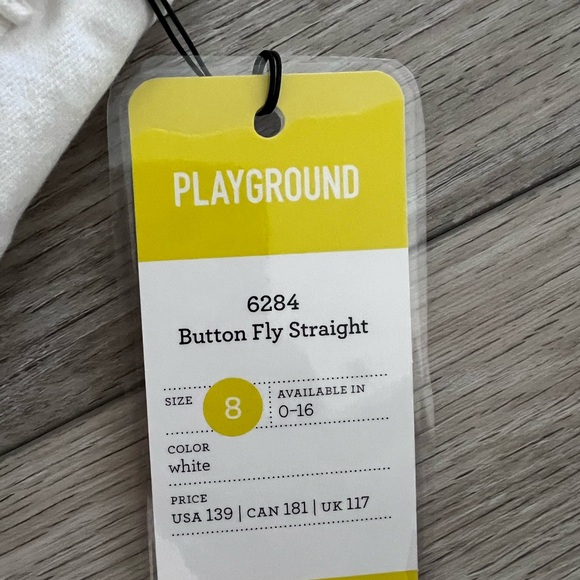 PLAYGROUND
6284
Button Fly Straight
SIZE 8 AVAILABLE IN
0-16
COLOR
white
PRICE
USA 139 | CAN 181 | UK 117